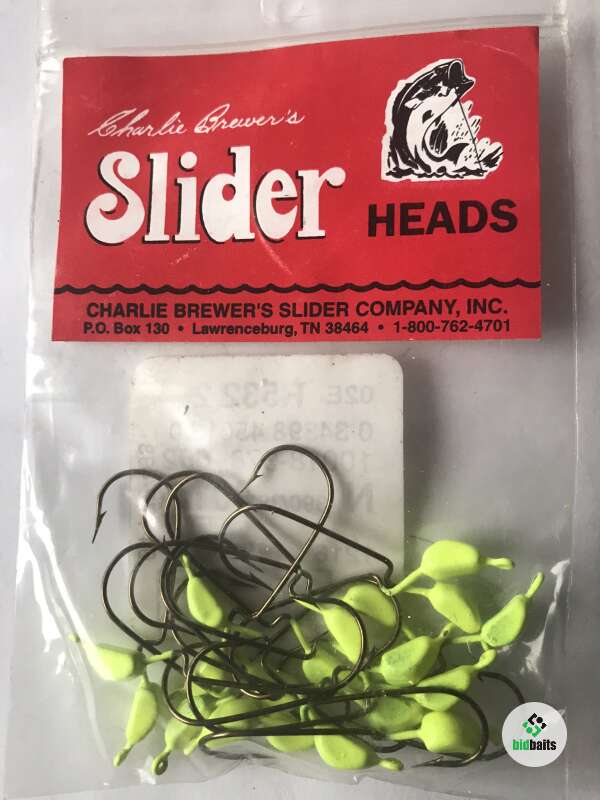 Charlie Brewer's
Slider
HEADS
CHARLIE BREWER'S SLIDER COMPANY, INC.
P.O. Box 130 • Lawrenceburg, TN 38464 • 1-800-762-4701
bidbaits